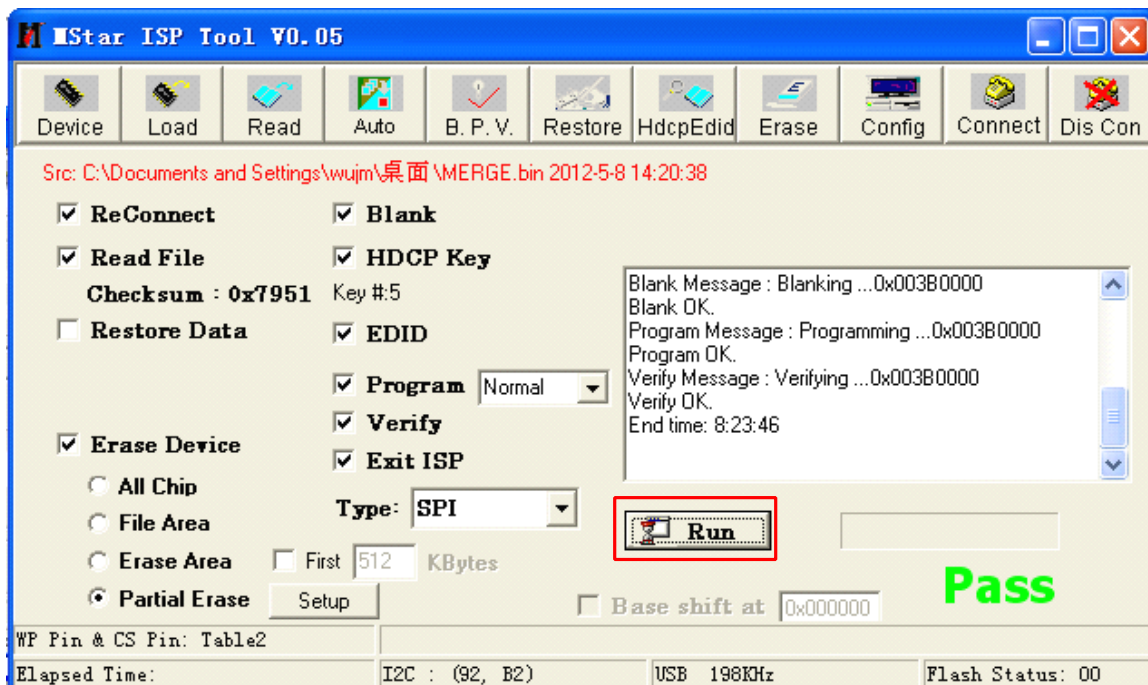 MStar ISP Tool V0.05
Device Load Read Auto B.P.V. Restore HdcpEdid Erase Config Connect Dis Con
Src: C:\Documents and Settings\wujm\桌面\MERGE.bin 2012-5-8 14:20:38
ReConnect
Blank
Read File
HDCP Key
Checksum : 0x7951
Key #:5
Restore Data
EDID
Program Normal
Verify
Erase Device
Exit ISP
All Chip
Type: SPI
File Area
Erase Area
First 512 KBytes
Partial Erase
Setup
Blank Message : Blanking ...0x003B0000
Blank OK.
Program Message : Programming ...0x003B0000
Program OK.
Verify Message : Verifying ...0x003B0000
Verify OK.
End time: 8:23:46
Run
Pass
Base shift at 0x000000
WP Pin & CS Pin: Table2
Elapsed Time: I2C : (92, B2) USB 198KHz Flash Status: 00